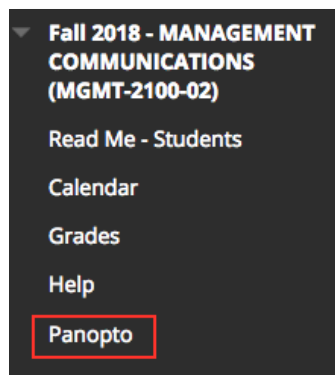 Fall 2018 - MANAGEMENT
COMMUNICATIONS
(MGMT-2100-02)
Read Me - Students
Calendar
Grades
Help
Panopto